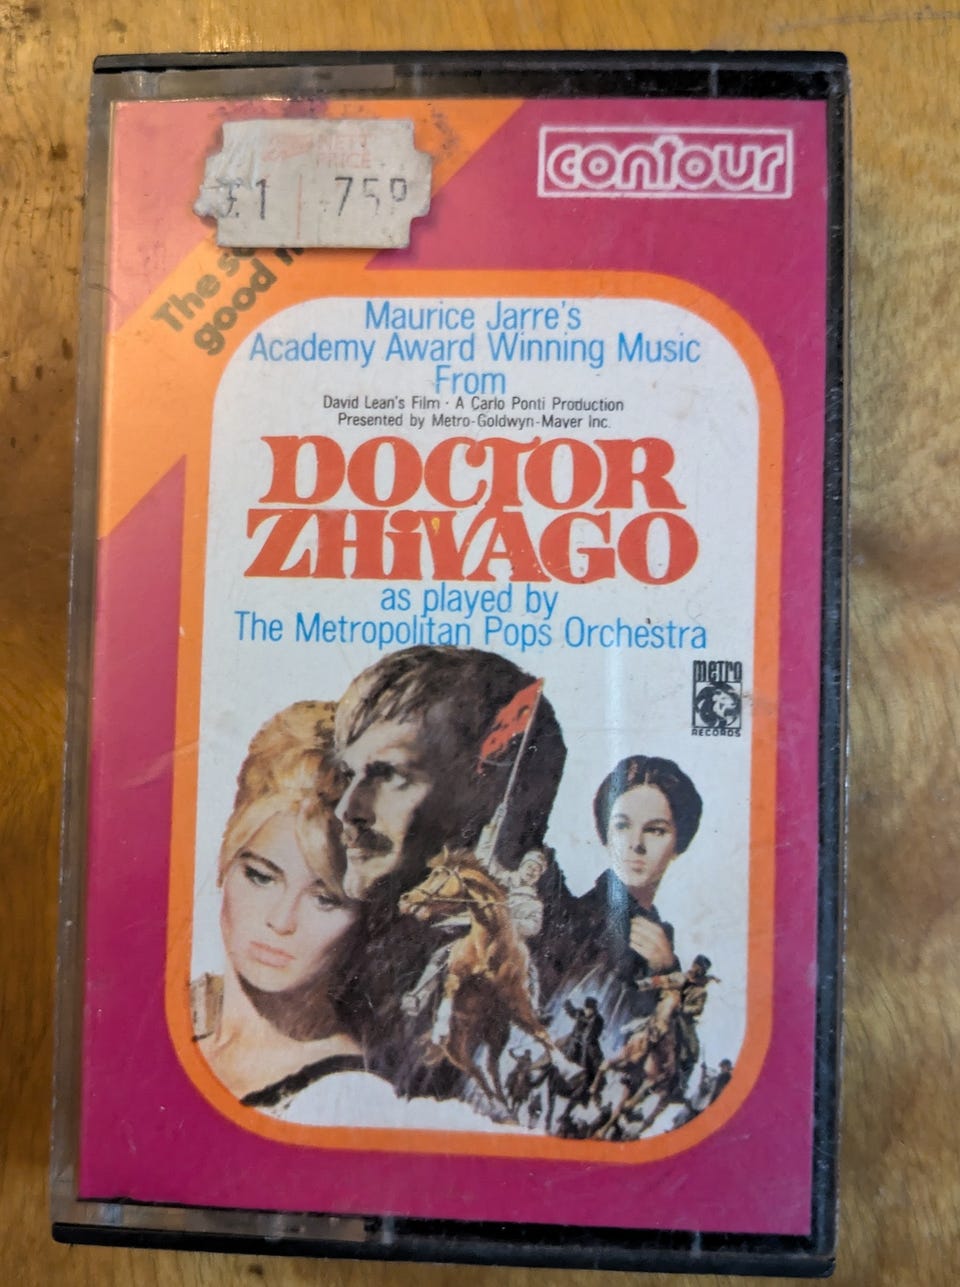 NETT
PRICE
£1 75P
contour
The s
good
Maurice Jarre's
Academy Award Winning Music
From
David Lean's Film · A Carlo Ponti Production
Presented by Metro-Goldwyn-Mayer Inc.
DOCTOR
ZHiVAGO
as played by
The Metropolitan Pops Orchestra
METRO
RECORDS